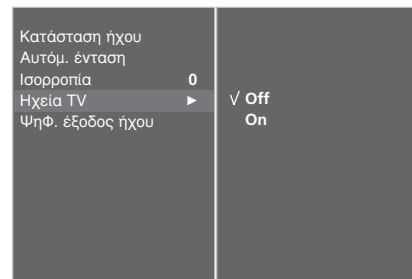 Κατάσταση ήχου
Αυτόμ. ένταση
Ισορροπία 0
Ηχεία TV ►
ΨηΦ. έξοδος ήχου
√ Off
On